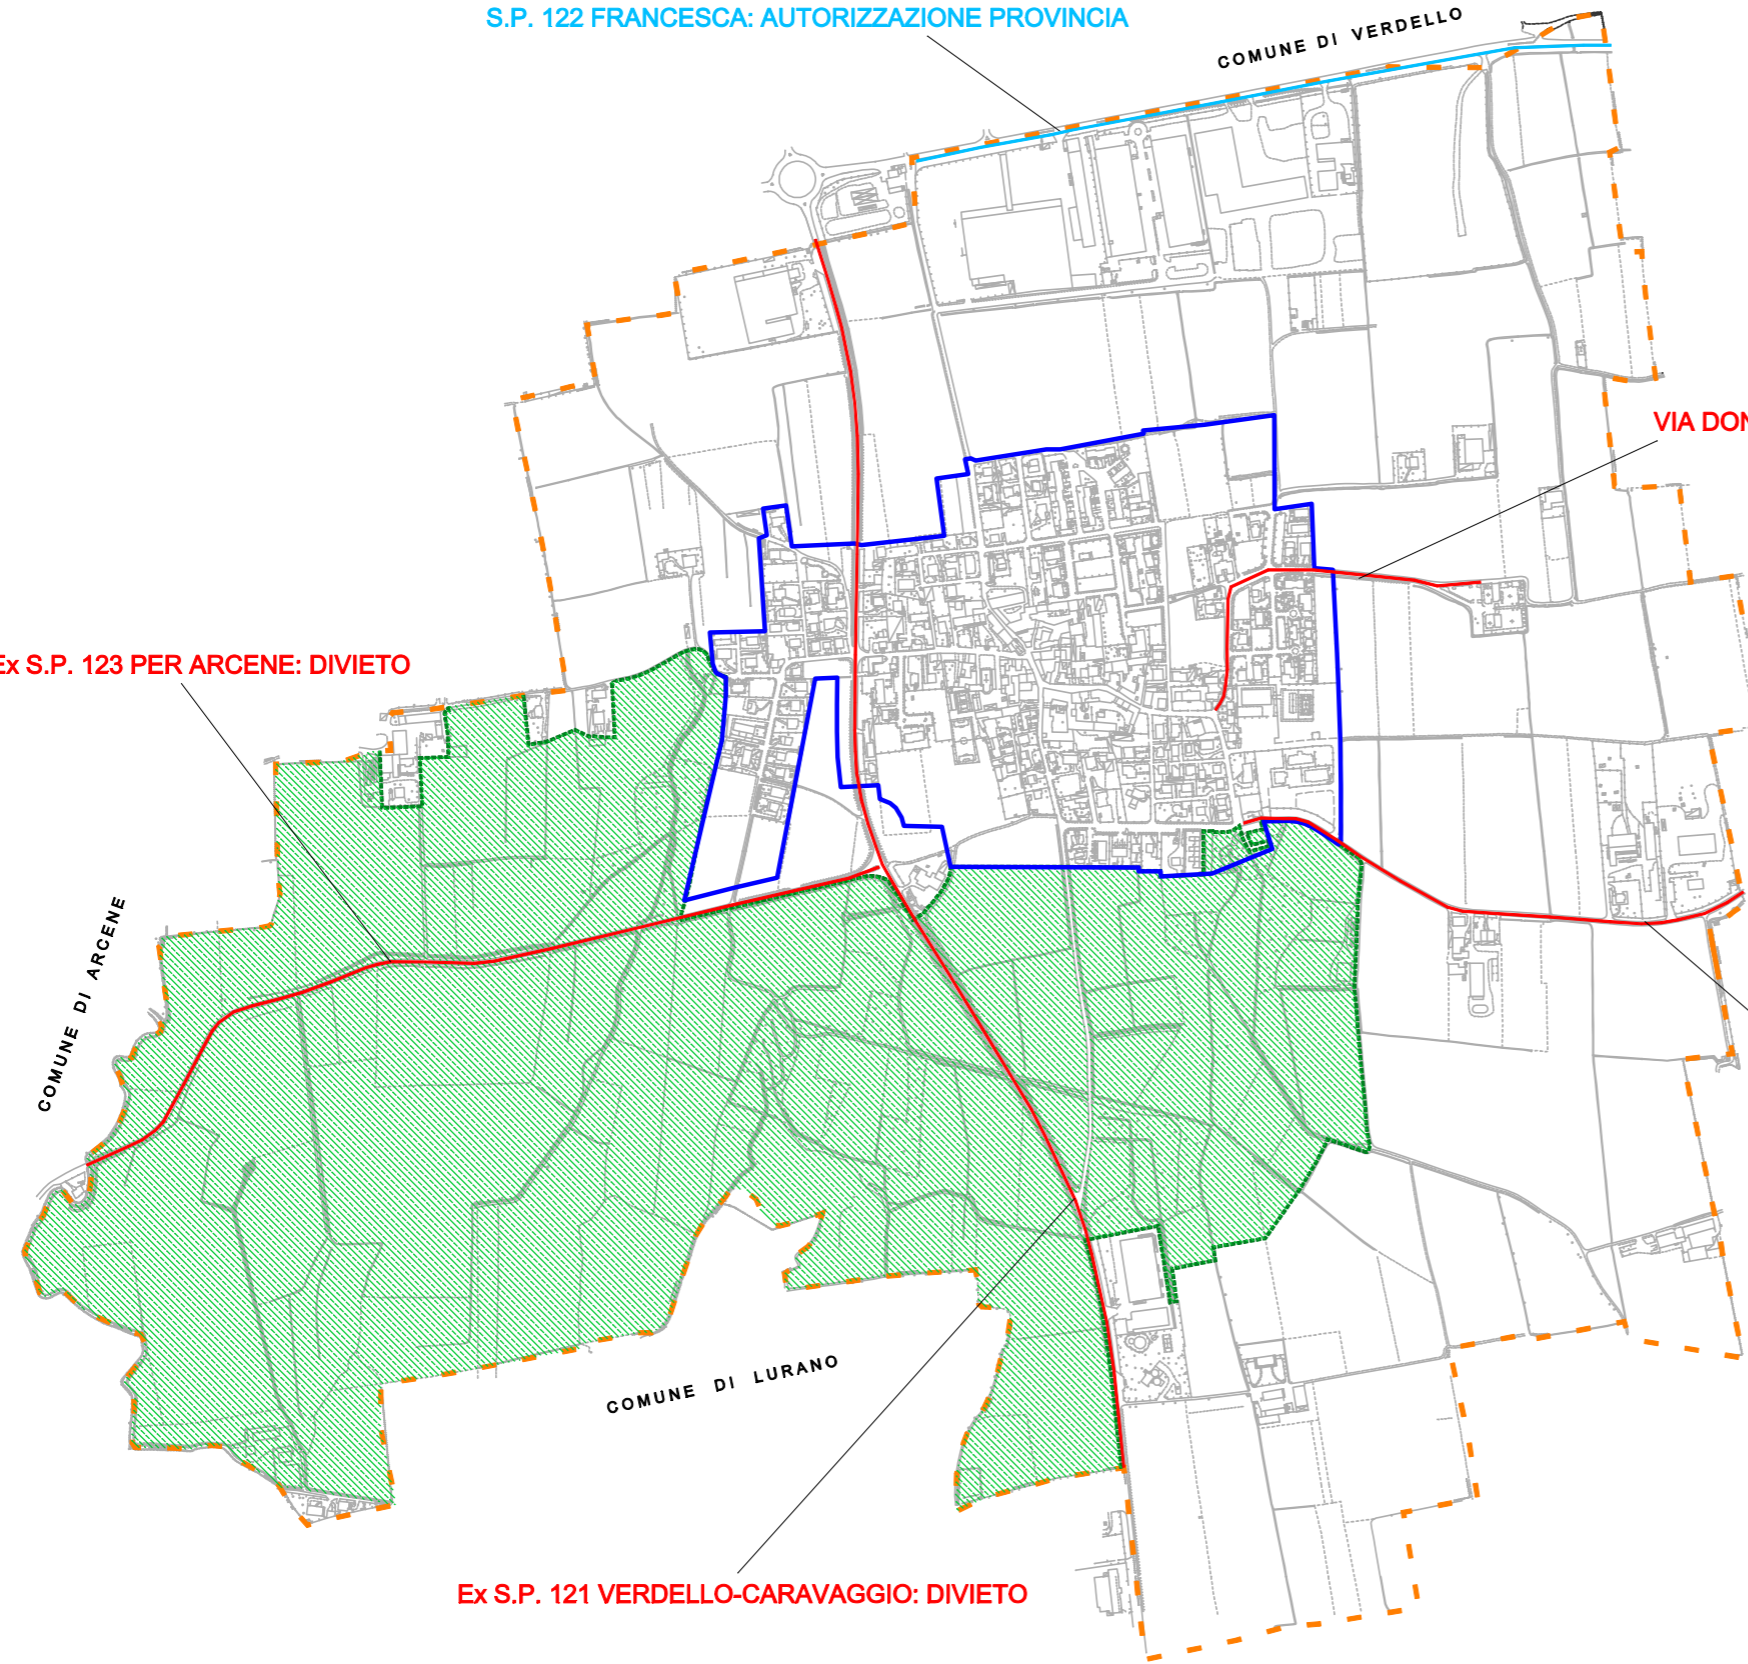 S.P. 122 FRANCESCA: AUTORIZZAZIONE PROVINCIA
COMUNE DI VERDELLO
VIA DON
Ex S.P. 123 PER ARCENE: DIVIETO
COMUNE DI ARCENE
COMUNE DI LURANO
Ex S.P. 121 VERDELLO-CARAVAGGIO: DIVIETO